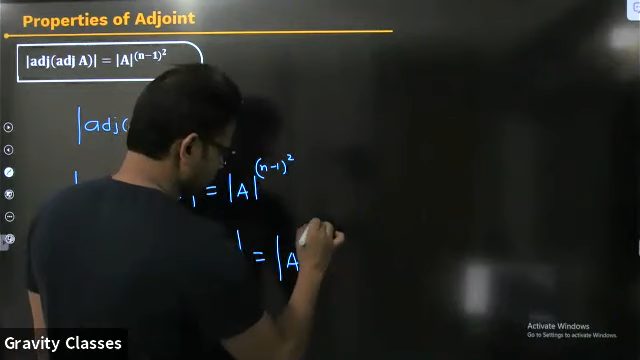 Properties of Adjoint
|adj(adj A)| = |A|^(n−1)^2
|adj(
= |A|^(n-1)^2
= |A
Gravity Classes
Activate Windows
Go to Settings to activate Windows.